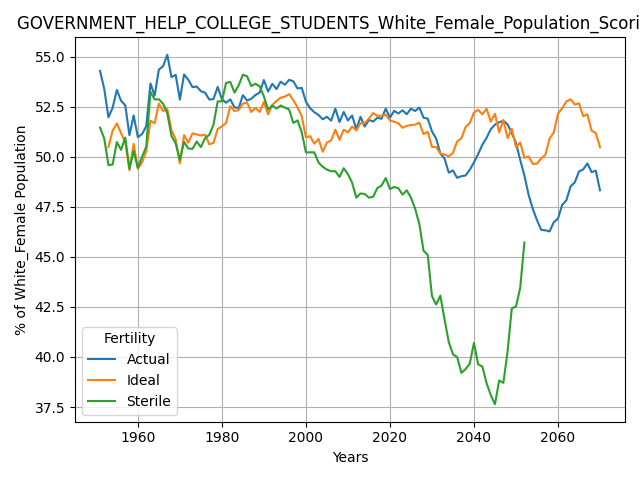 GOVERNMENT_HELP_COLLEGE_STUDENTS_White_Female_Population_Scori
% of White_Female Population
55.0
52.5
50.0
47.5
45.0
42.5
40.0
37.5
Fertility
Actual
Ideal
Sterile
1960
1980
2000
2020
2040
2060
Years